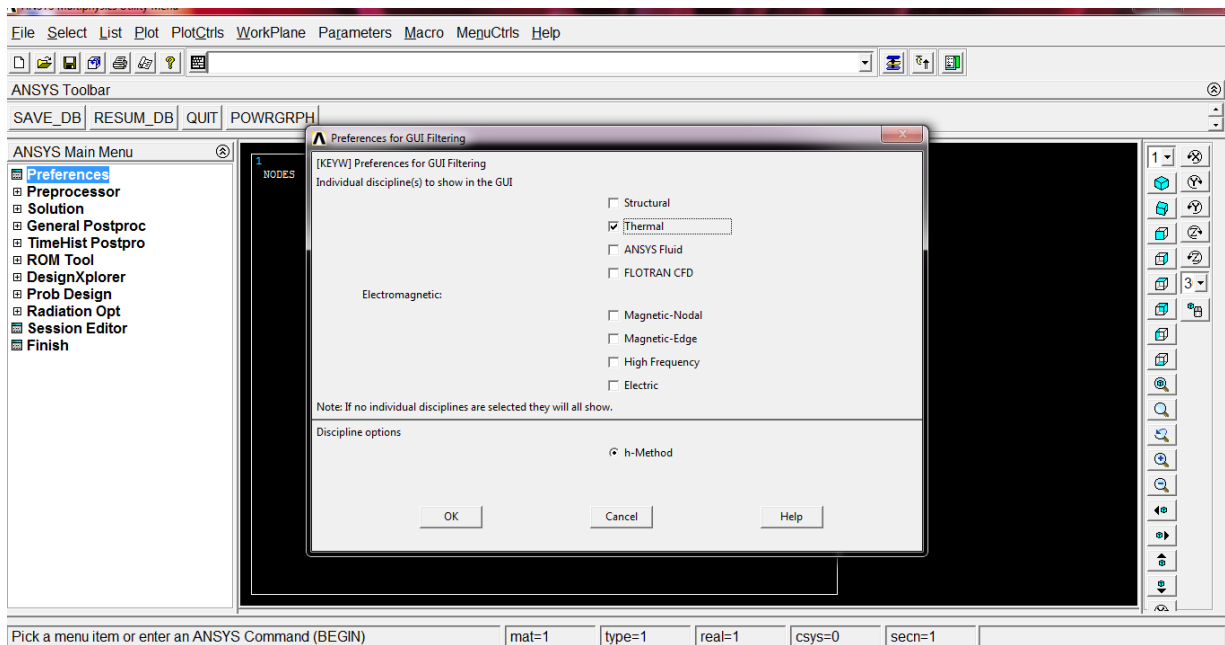 ANSYS Multiphysics Utility Menu
File Select List Plot PlotCtrls WorkPlane Parameters Macro MenuCtrls Help
ANSYS Toolbar
SAVE_DB RESUM_DB QUIT POWRGRPH
ANSYS Main Menu
Preferences
Preprocessor
Solution
General Postproc
TimeHist Postpro
ROM Tool
DesignXplorer
Prob Design
Radiation Opt
Session Editor
Finish
1
NODES
Preferences for GUI Filtering
[KEYW] Preferences for GUI Filtering
Individual discipline(s) to show in the GUI
Structural
Thermal
ANSYS Fluid
FLOTRAN CFD
Electromagnetic:
Magnetic-Nodal
Magnetic-Edge
High Frequency
Electric
Note: If no individual disciplines are selected they will all show.
Discipline options
h-Method
OK Cancel Help
1
3
Pick a menu item or enter an ANSYS Command (BEGIN) mat=1 type=1 real=1 csys=0 secn=1